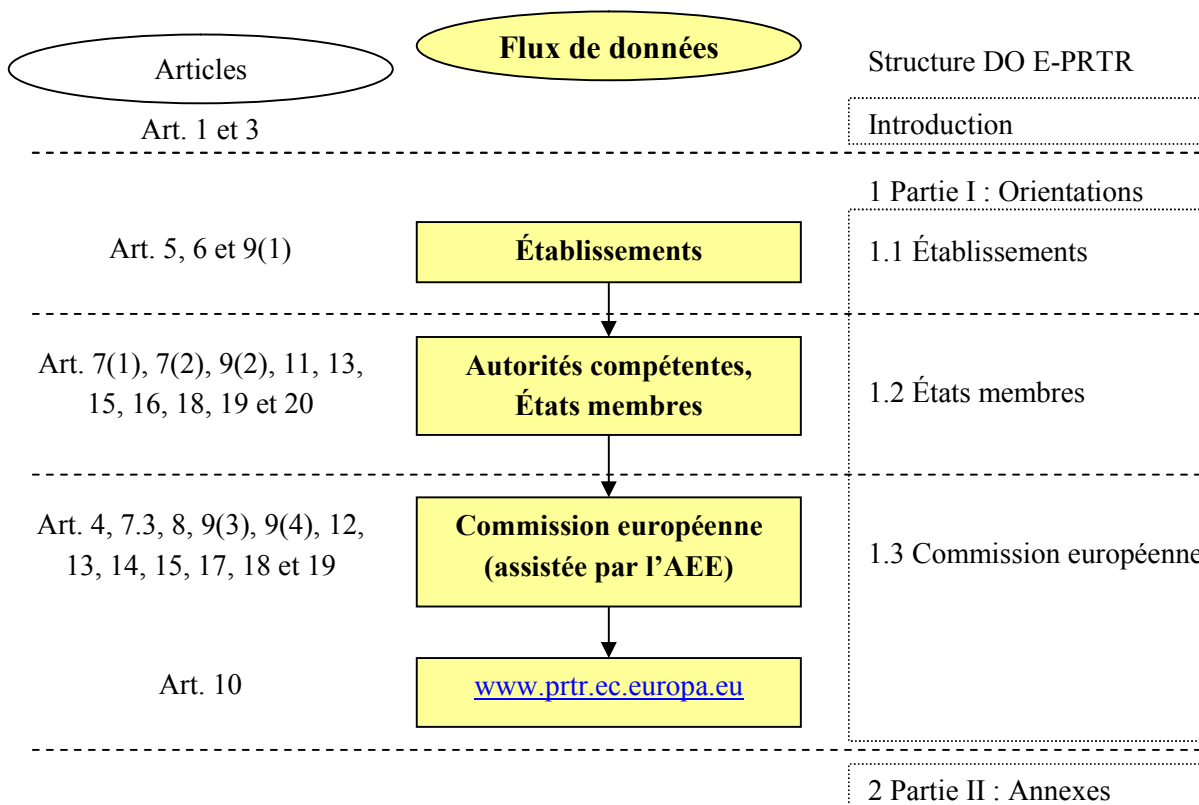 Articles
Flux de données
Structure DO E-PRTR
Art. 1 et 3
Introduction
1 Partie I : Orientations
Art. 5, 6 et 9(1)
Établissements
1.1 Établissements
Art. 7(1), 7(2), 9(2), 11, 13,
15, 16, 18, 19 et 20
Autorités compétentes,
États membres
1.2 États membres
Art. 4, 7.3, 8, 9(3), 9(4), 12,
13, 14, 15, 17, 18 et 19
Commission européenne
(assistée par l’AEE)
1.3 Commission européenne
Art. 10
www.prtr.ec.europa.eu
2 Partie II : Annexes